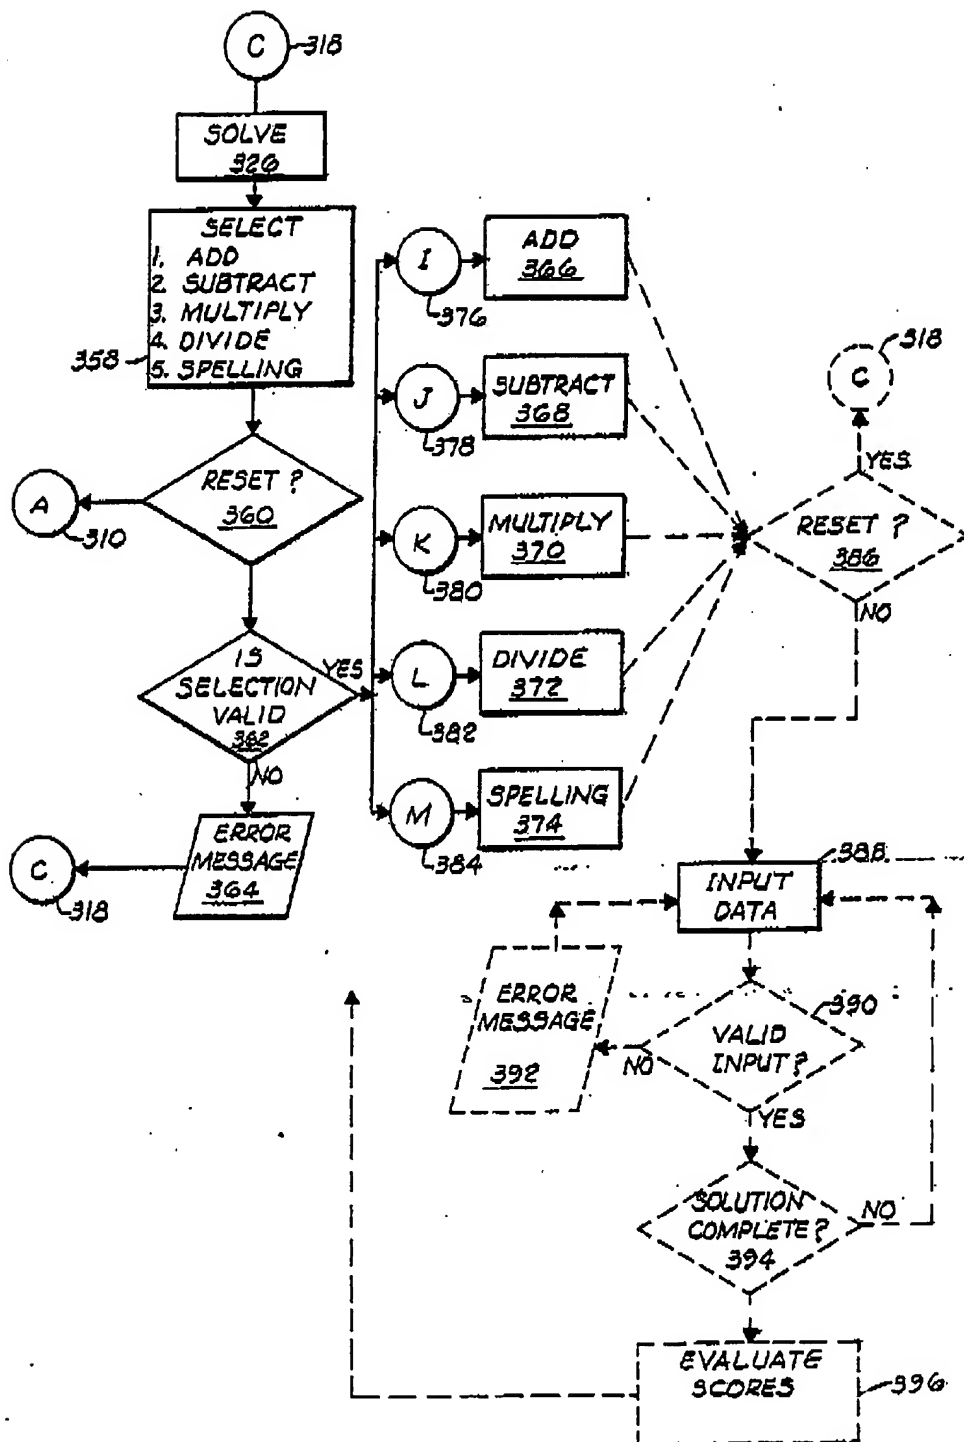 C
318
SOLVE
326
SELECT
1. ADD
2. SUBTRACT
3. MULTIPLY
4. DIVIDE
5. SPELLING
358
RESET ?
360
A
310
IS
SELECTION
VALID
362
YES
NO
ERROR
MESSAGE
364
C
318
I
376
ADD
366
J
378
SUBTRACT
368
K
380
MULTIPLY
370
L
382
DIVIDE
372
M
384
SPELLING
374
318
C
YES
RESET ?
386
NO
388
INPUT
DATA
ERROR
MESSAGE
392
390
VALID
INPUT?
NO
YES
SOLUTION
COMPLETE?
394
NO
EVALUATE
SCORES
396